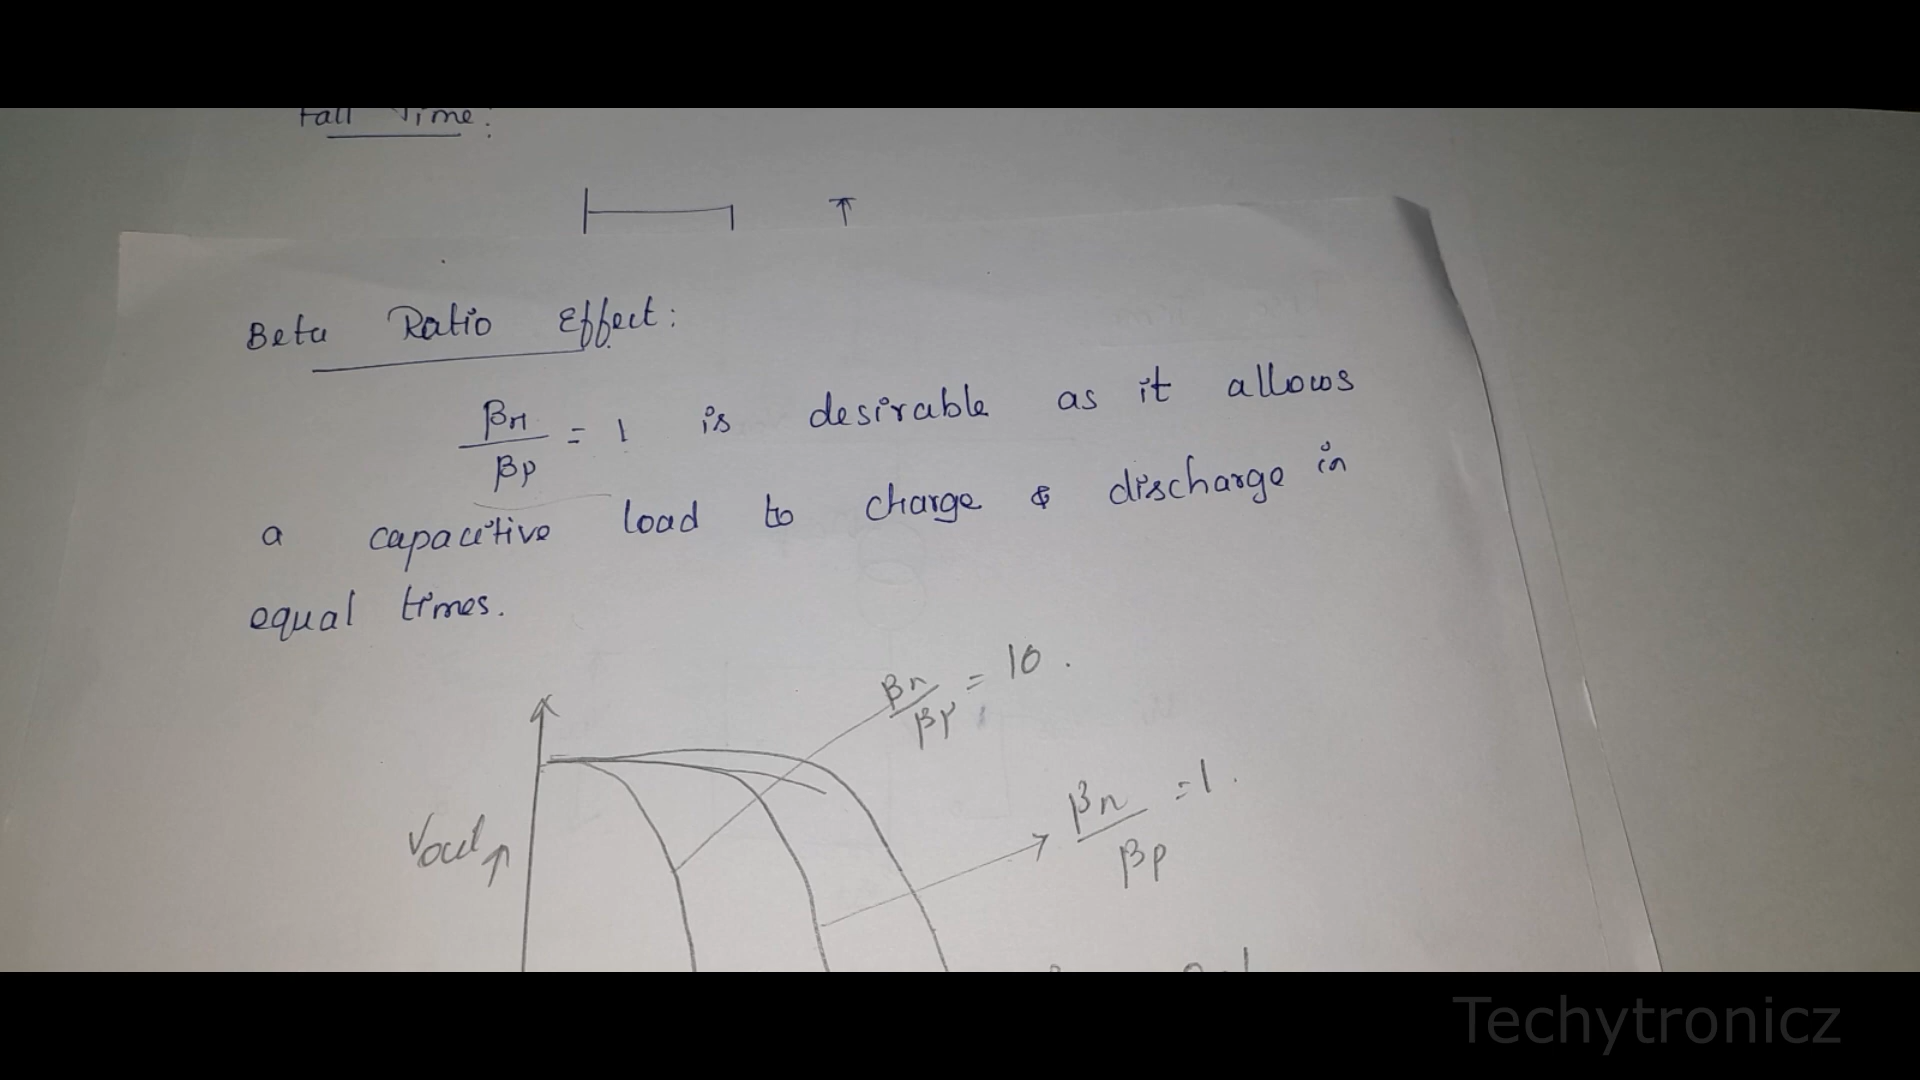 Fall Time:
Beta Ratio Effect:
βn/βp = 1 is desirable as it allows
a capacitive load to charge & discharge in
equal times.
βn/βp = 10.
βn/βp = 1.
Vout↑
Techytronicz